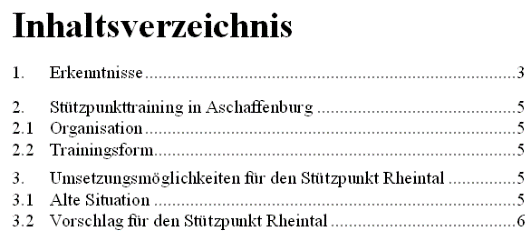 Inhaltsverzeichnis
1. Erkenntnisse 3
2. Stützpunkttraining in Aschaffenburg 5
2.1 Organisation 5
2.2 Trainingsform 5
3. Umsetzungsmöglichkeiten für den Stützpunkt Rheintal 5
3.1 Alte Situation 5
3.2 Vorschlag für den Stützpunkt Rheintal 6